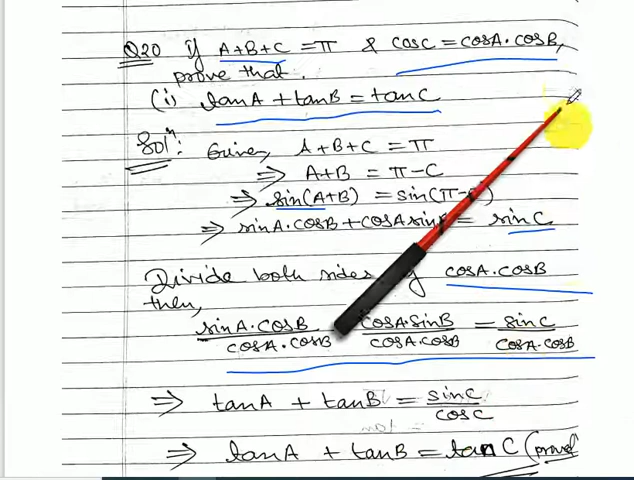 Q20 If A+B+C = π & cosC = cosA·cosB,
prove that.
(i) tanA + tanB = tanC
Solⁿ: Given, A+B+C = π
⇒ A+B = π-C
⇒ sin(A+B) = sin(π-C)
⇒ sinA·cosB + cosA sinB = sinC
Divide both sides by cosA·cosB
then,
sinA·cosB/cosA·cosB cosA·sinB/cosA·cosB = sinC/cosA·cosB
⇒ tanA + tanB = sinC/cosC
⇒ tanA + tanB = tanC (proved